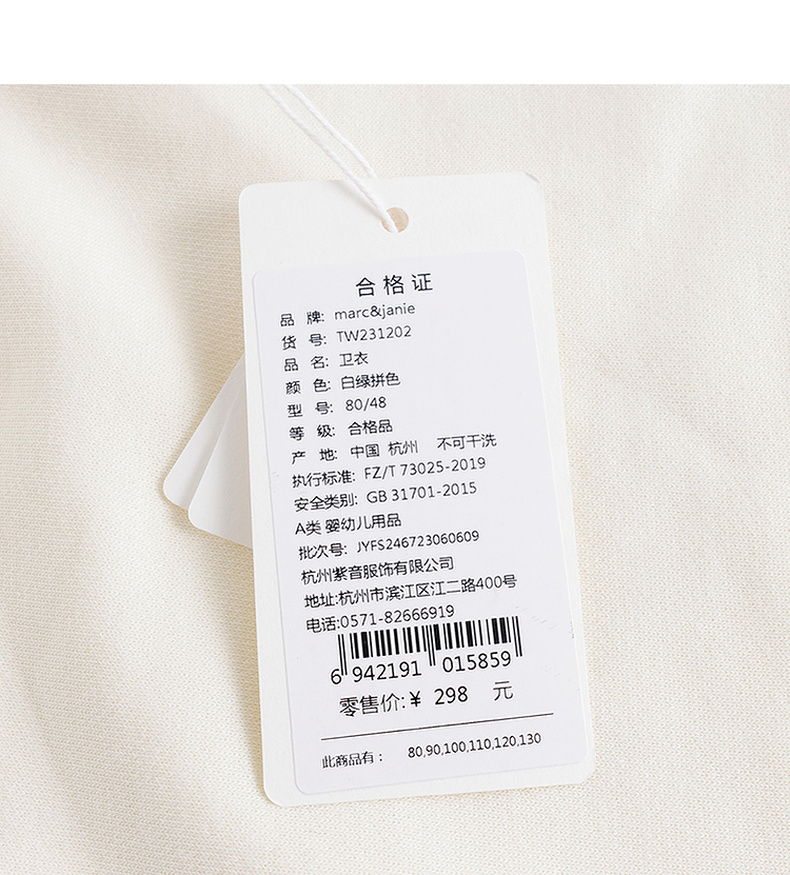 合格证
品 牌: marc&janie
货 号: TW231202
品 名: 卫衣
颜 色: 白绿拼色
型 号: 80/48
等 级: 合格品
产 地: 中国 杭州 不可干洗
执行标准: FZ/T 73025-2019
安全类别: GB 31701-2015
A类 婴幼儿用品
批次号: JYFS246723060609
杭州紫音服饰有限公司
地址:杭州市滨江区江二路400号
电话:0571-82666919
6 942191 015859
零售价:¥ 298 元
此商品有: 80,90,100,110,120,130